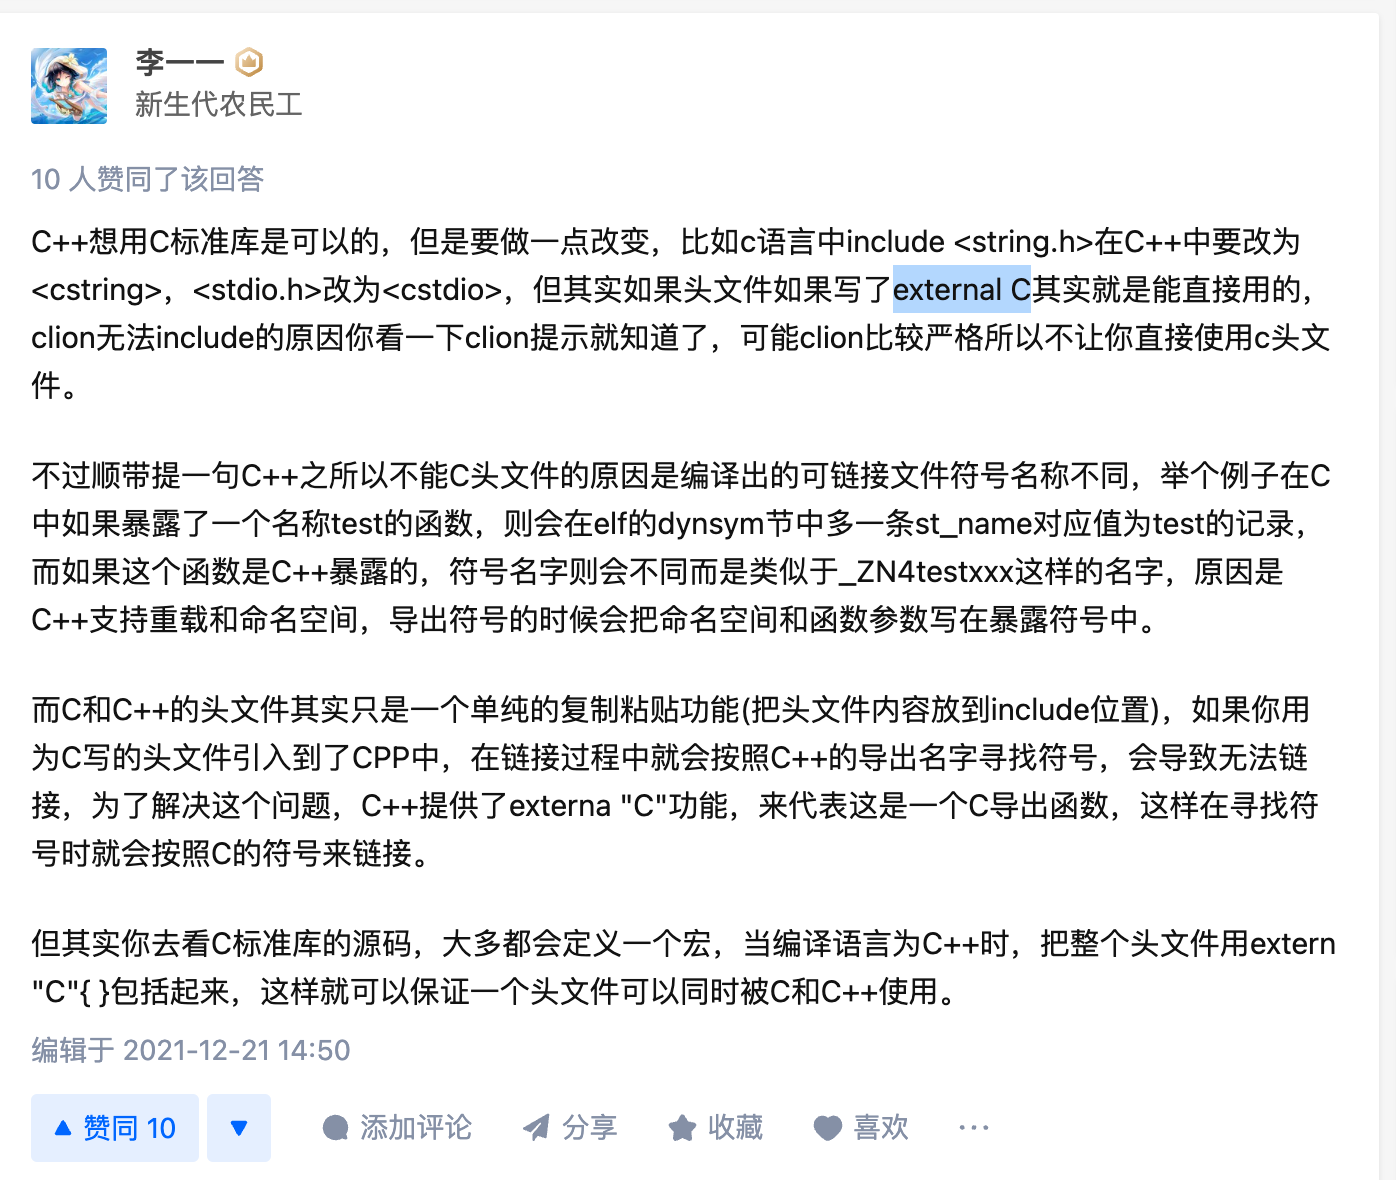 李一一
新生代农民工
10 人赞同了该回答
C++想用C标准库是可以的，但是要做一点改变，比如c语言中include <string.h>在C++中要改为
<cstring>，<stdio.h>改为<cstdio>，但其实如果头文件如果写了external C其实就是能直接用的，
clion无法include的原因你看一下clion提示就知道了，可能clion比较严格所以不让你直接使用c头文
件。
不过顺带提一句C++之所以不能C头文件的原因是编译出的可链接文件符号名称不同，举个例子在C
中如果暴露了一个名称test的函数，则会在elf的dynsym节中多一条st_name对应值为test的记录，
而如果这个函数是C++暴露的，符号名字则会不同而是类似于_ZN4testxxx这样的名字，原因是
C++支持重载和命名空间，导出符号的时候会把命名空间和函数参数写在暴露符号中。
而C和C++的头文件其实只是一个单纯的复制粘贴功能(把头文件内容放到include位置)，如果你用
为C写的头文件引入到了CPP中，在链接过程中就会按照C++的导出名字寻找符号，会导致无法链
接，为了解决这个问题，C++提供了externa "C"功能，来代表这是一个C导出函数，这样在寻找符
号时就会按照C的符号来链接。
但其实你去看C标准库的源码，大多都会定义一个宏，当编译语言为C++时，把整个头文件用extern
"C"{ }包括起来，这样就可以保证一个头文件可以同时被C和C++使用。
编辑于 2021-12-21 14:50
赞同 10 添加评论 分享 收藏 喜欢